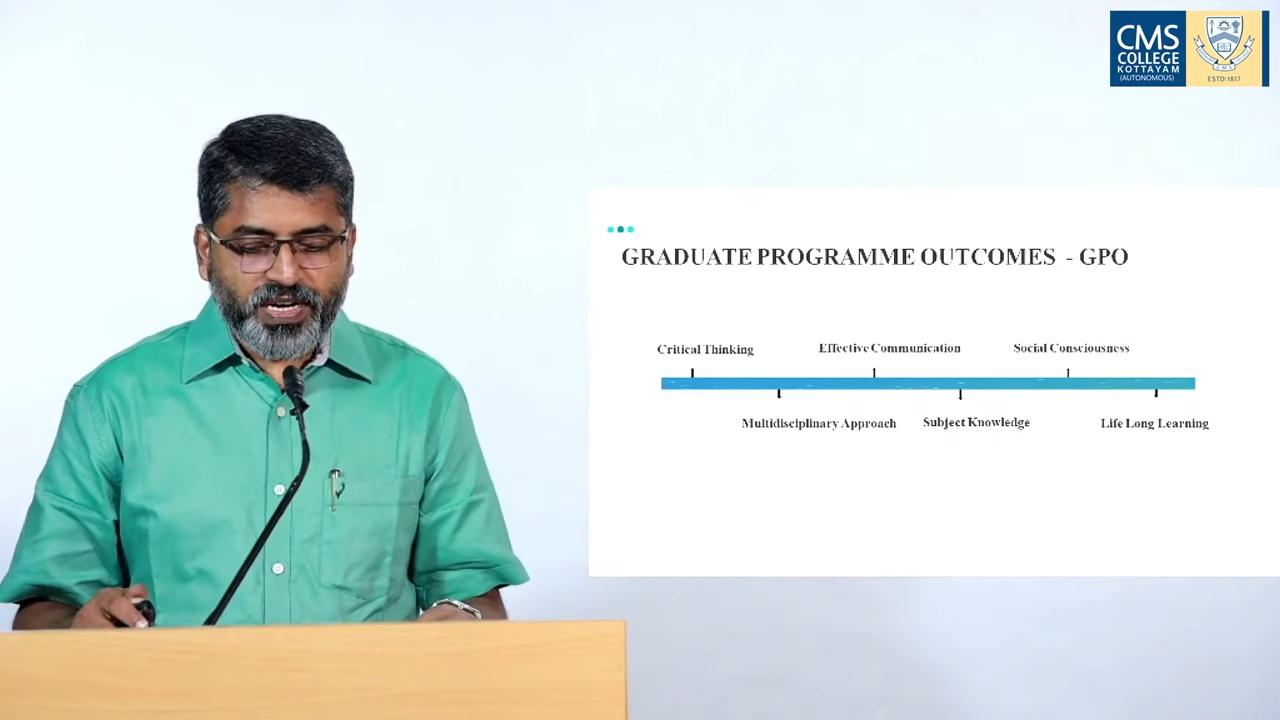 CMS
COLLEGE
KOTTAYAM
(AUTONOMOUS)
ESTD:1817
GRADUATE PROGRAMME OUTCOMES - GPO
Critical Thinking
Effective Communication
Social Consciousness
Multidisciplinary Approach
Subject Knowledge
Life Long Learning